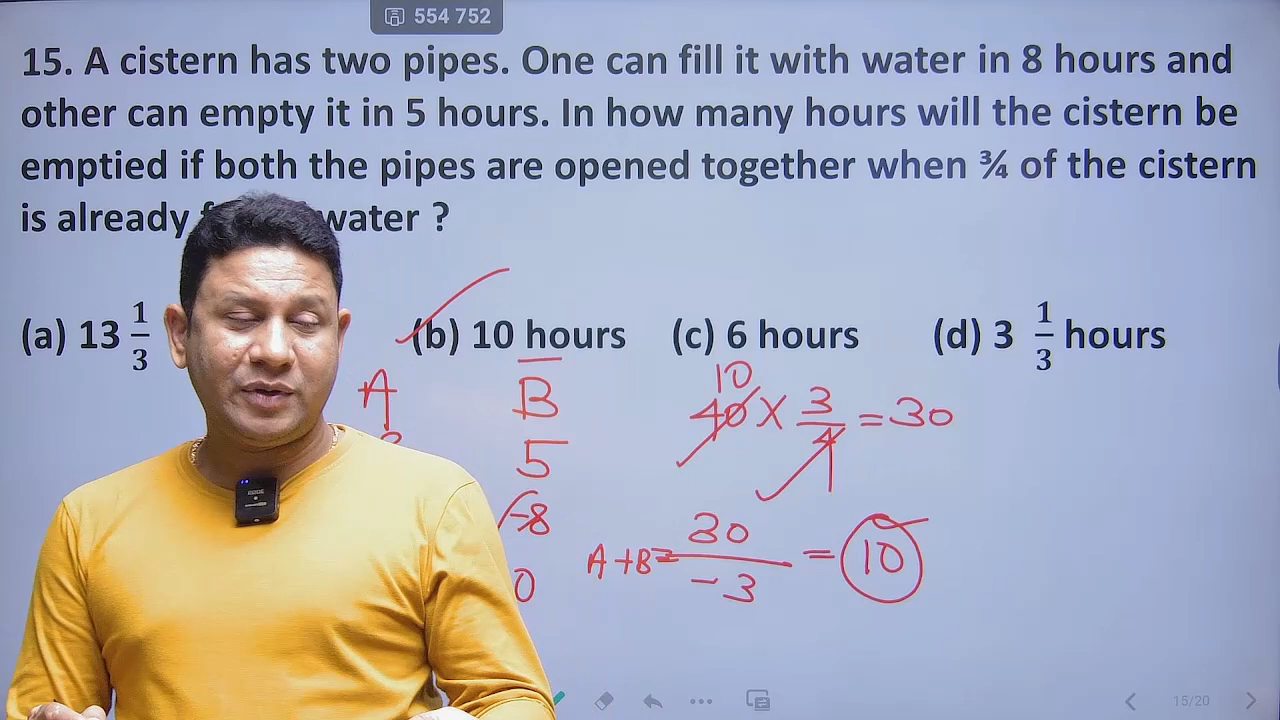 554 752
15. A cistern has two pipes. One can fill it with water in 8 hours and
other can empty it in 5 hours. In how many hours will the cistern be
emptied if both the pipes are opened together when ¾ of the cistern
is already water ?
(a) 13 1/3 (b) 10 hours (c) 6 hours (d) 3 1/3 hours
A B
5
-8
10
40 X 3/4 = 30
A+B= 30/-3 = 10
15/20